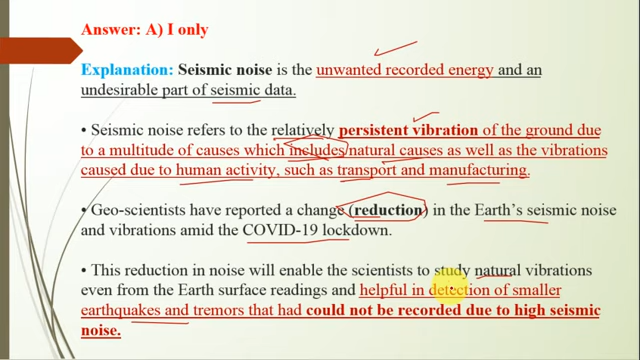 Answer: A) I only
Explanation: Seismic noise is the unwanted recorded energy and an
undesirable part of seismic data.
• Seismic noise refers to the relatively persistent vibration of the ground due
to a multitude of causes which includes natural causes as well as the vibrations
caused due to human activity, such as transport and manufacturing.
• Geo-scientists have reported a change (reduction) in the Earth's seismic noise
and vibrations amid the COVID-19 lockdown.
• This reduction in noise will enable the scientists to study natural vibrations
even from the Earth surface readings and helpful in detection of smaller
earthquakes and tremors that had could not be recorded due to high seismic
noise.